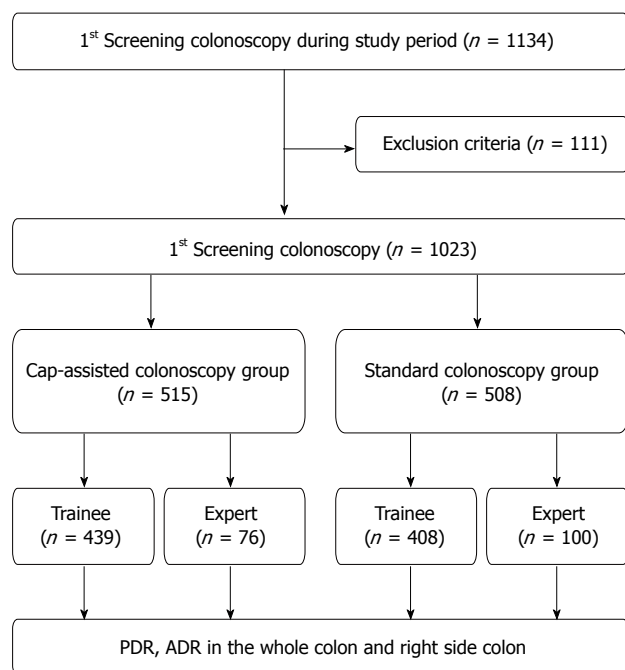 1st Screening colonoscopy during study period (n = 1134)
Exclusion criteria (n = 111)
1st Screening colonoscopy (n = 1023)
Cap-assisted colonoscopy group
(n = 515)
Standard colonoscopy group
(n = 508)
Trainee
(n = 439)
Expert
(n = 76)
Trainee
(n = 408)
Expert
(n = 100)
PDR, ADR in the whole colon and right side colon